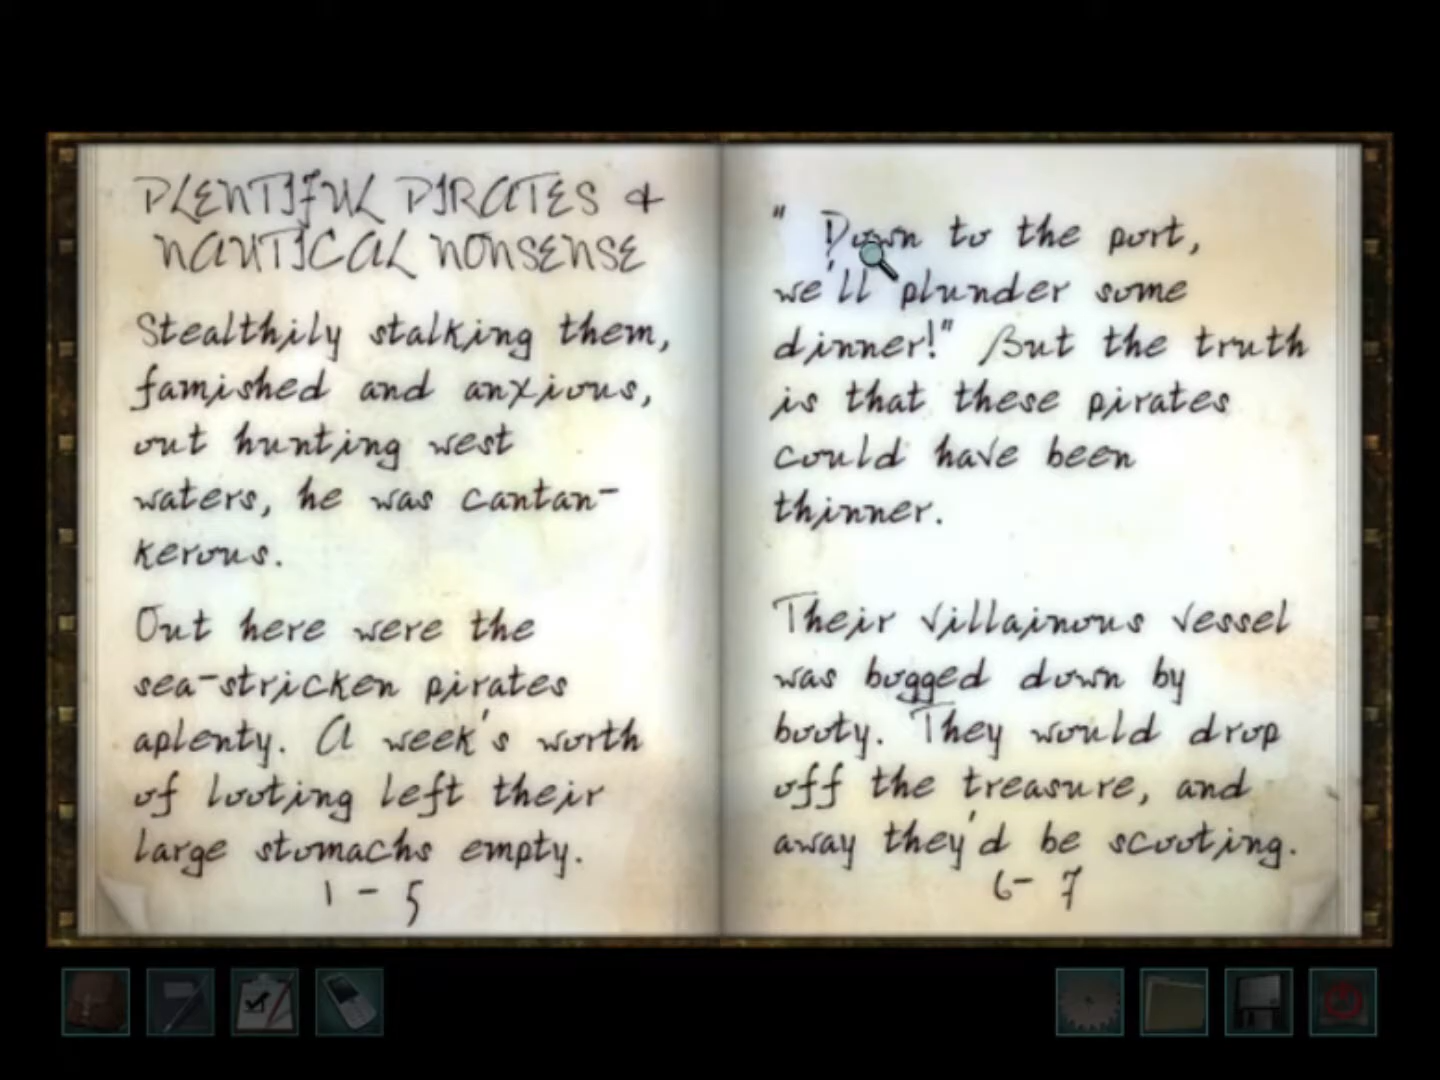 PLENTIFUL PIRATES &
NAUTICAL NONSENSE
Stealthily stalking them,
famished and anxious,
out hunting west
waters, he was cantan-
kerous.
Out here were the
sea-stricken pirates
aplenty. A week's worth
of looting left their
large stomachs empty.
1 - 5
" Down to the port,
we'll plunder some
dinner!" But the truth
is that these pirates
could have been
thinner.
Their villainous vessel
was bogged down by
booty. They would drop
off the treasure, and
away they'd be scooting.
6- 7